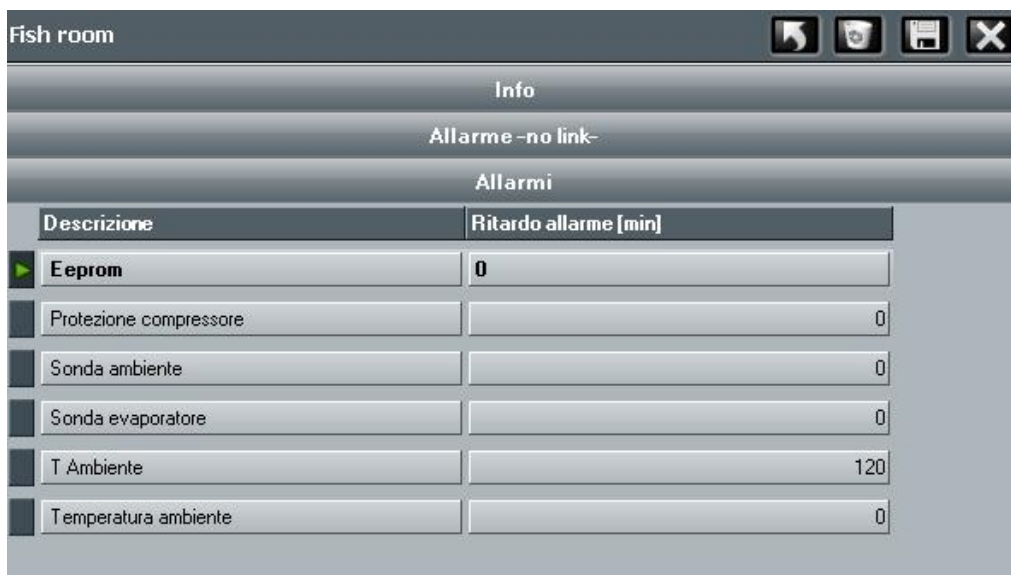 Fish room
Info
Allarme -no link-
Allarmi
Descrizione Ritardo allarme [min]
Eeprom 0
Protezione compressore 0
Sonda ambiente 0
Sonda evaporatore 0
T Ambiente 120
Temperatura ambiente 0